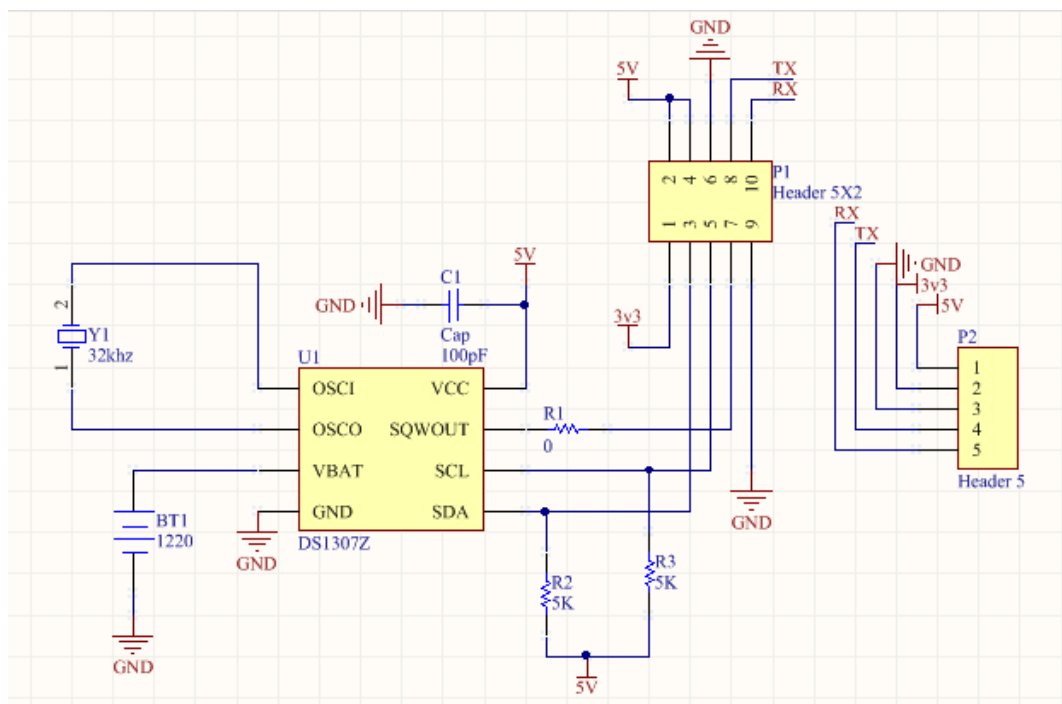 GND
5V
TX
RX
2 4 6 8 10
P1
Header 5X2
1 3 5 7 9
RX
TX
GND
3v3
5V
P2
1
2
3
4
5
Header 5
3v3
5V
C1
GND
Cap
100pF
2
Y1
32khz
1
U1
OSCI VCC
OSCO SQWOUT
VBAT SCL
GND SDA
DS1307Z
R1
0
BT1
1220
GND
GND
GND
R2
5K
R3
5K
5V
GND